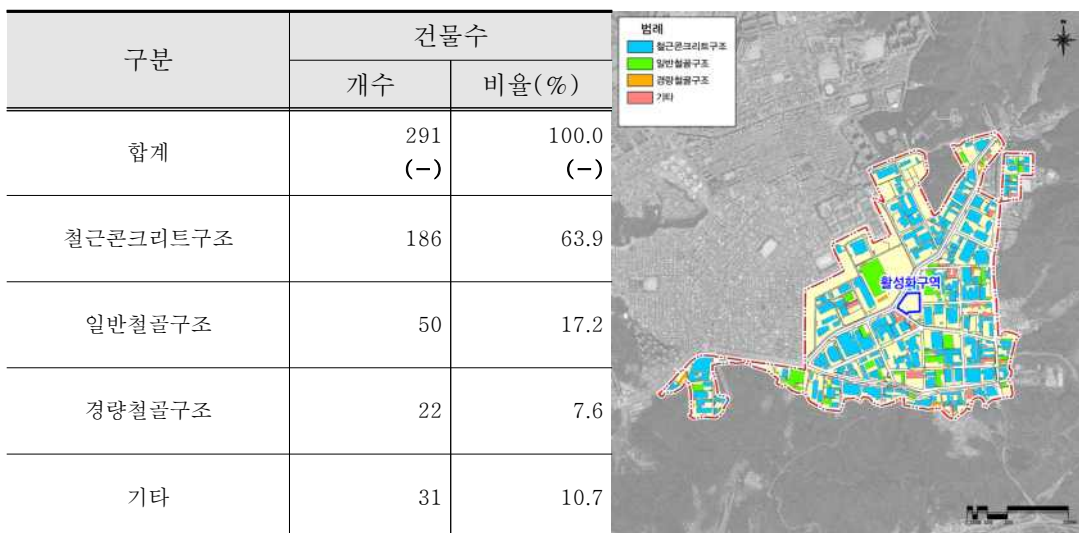 구분 건물수
개수 비율(%)
합계 291 100.0
(-) (-)
철근콘크리트구조 186 63.9
일반철골구조 50 17.2
경량철골구조 22 7.6
기타 31 10.7
범례
철근콘크리트구조
일반철골구조
경량철골구조
기타
활성화구역